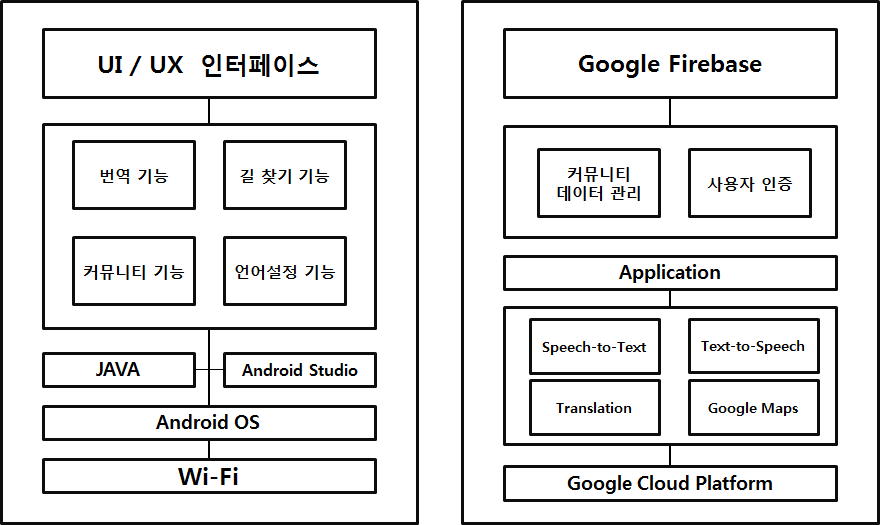 UI / UX 인터페이스
번역 기능
길 찾기 기능
커뮤니티 기능
언어설정 기능
JAVA
Android Studio
Android OS
Wi-Fi
Google Firebase
커뮤니티
데이터 관리
사용자 인증
Application
Speech-to-Text
Text-to-Speech
Translation
Google Maps
Google Cloud Platform